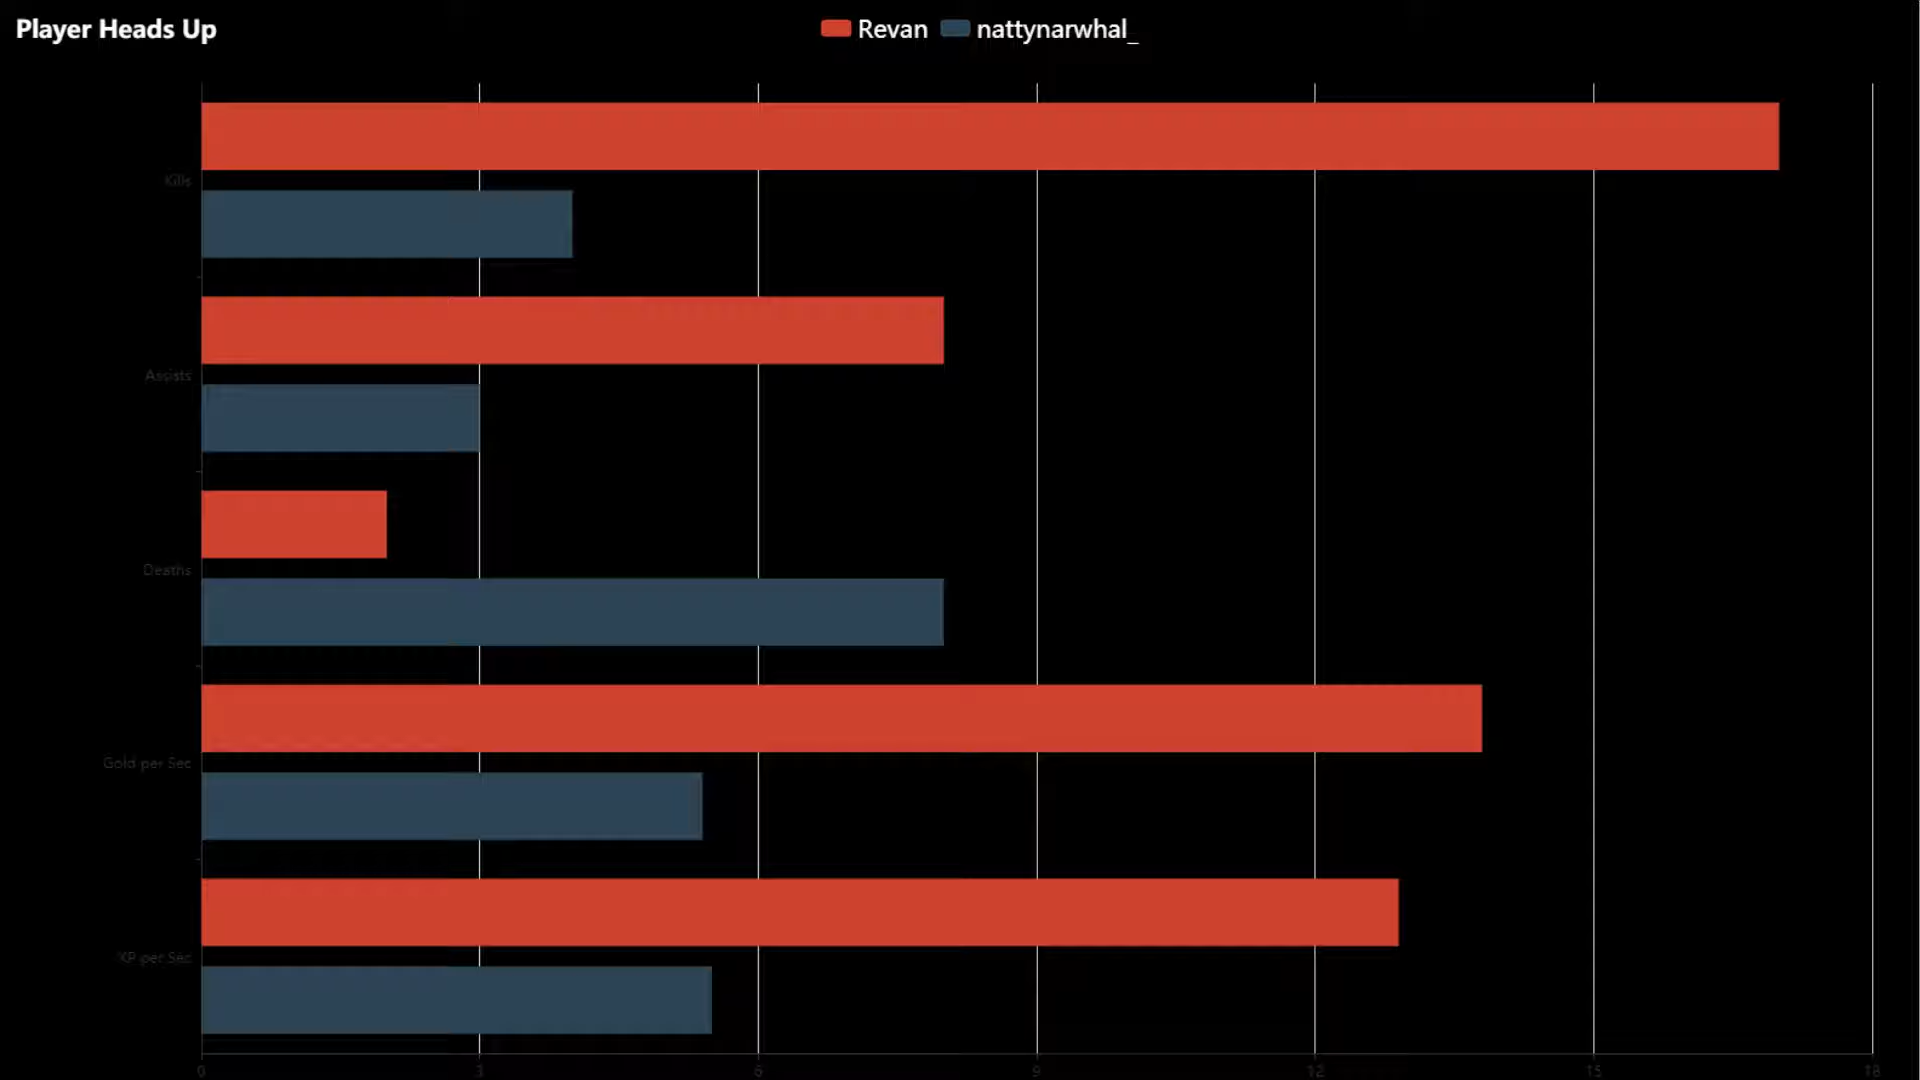 Player Heads Up
Revan nattynarwhal_
Kills
Assists
Deaths
Gold per Sec
XP per Sec
0 3 6 9 12 15 18